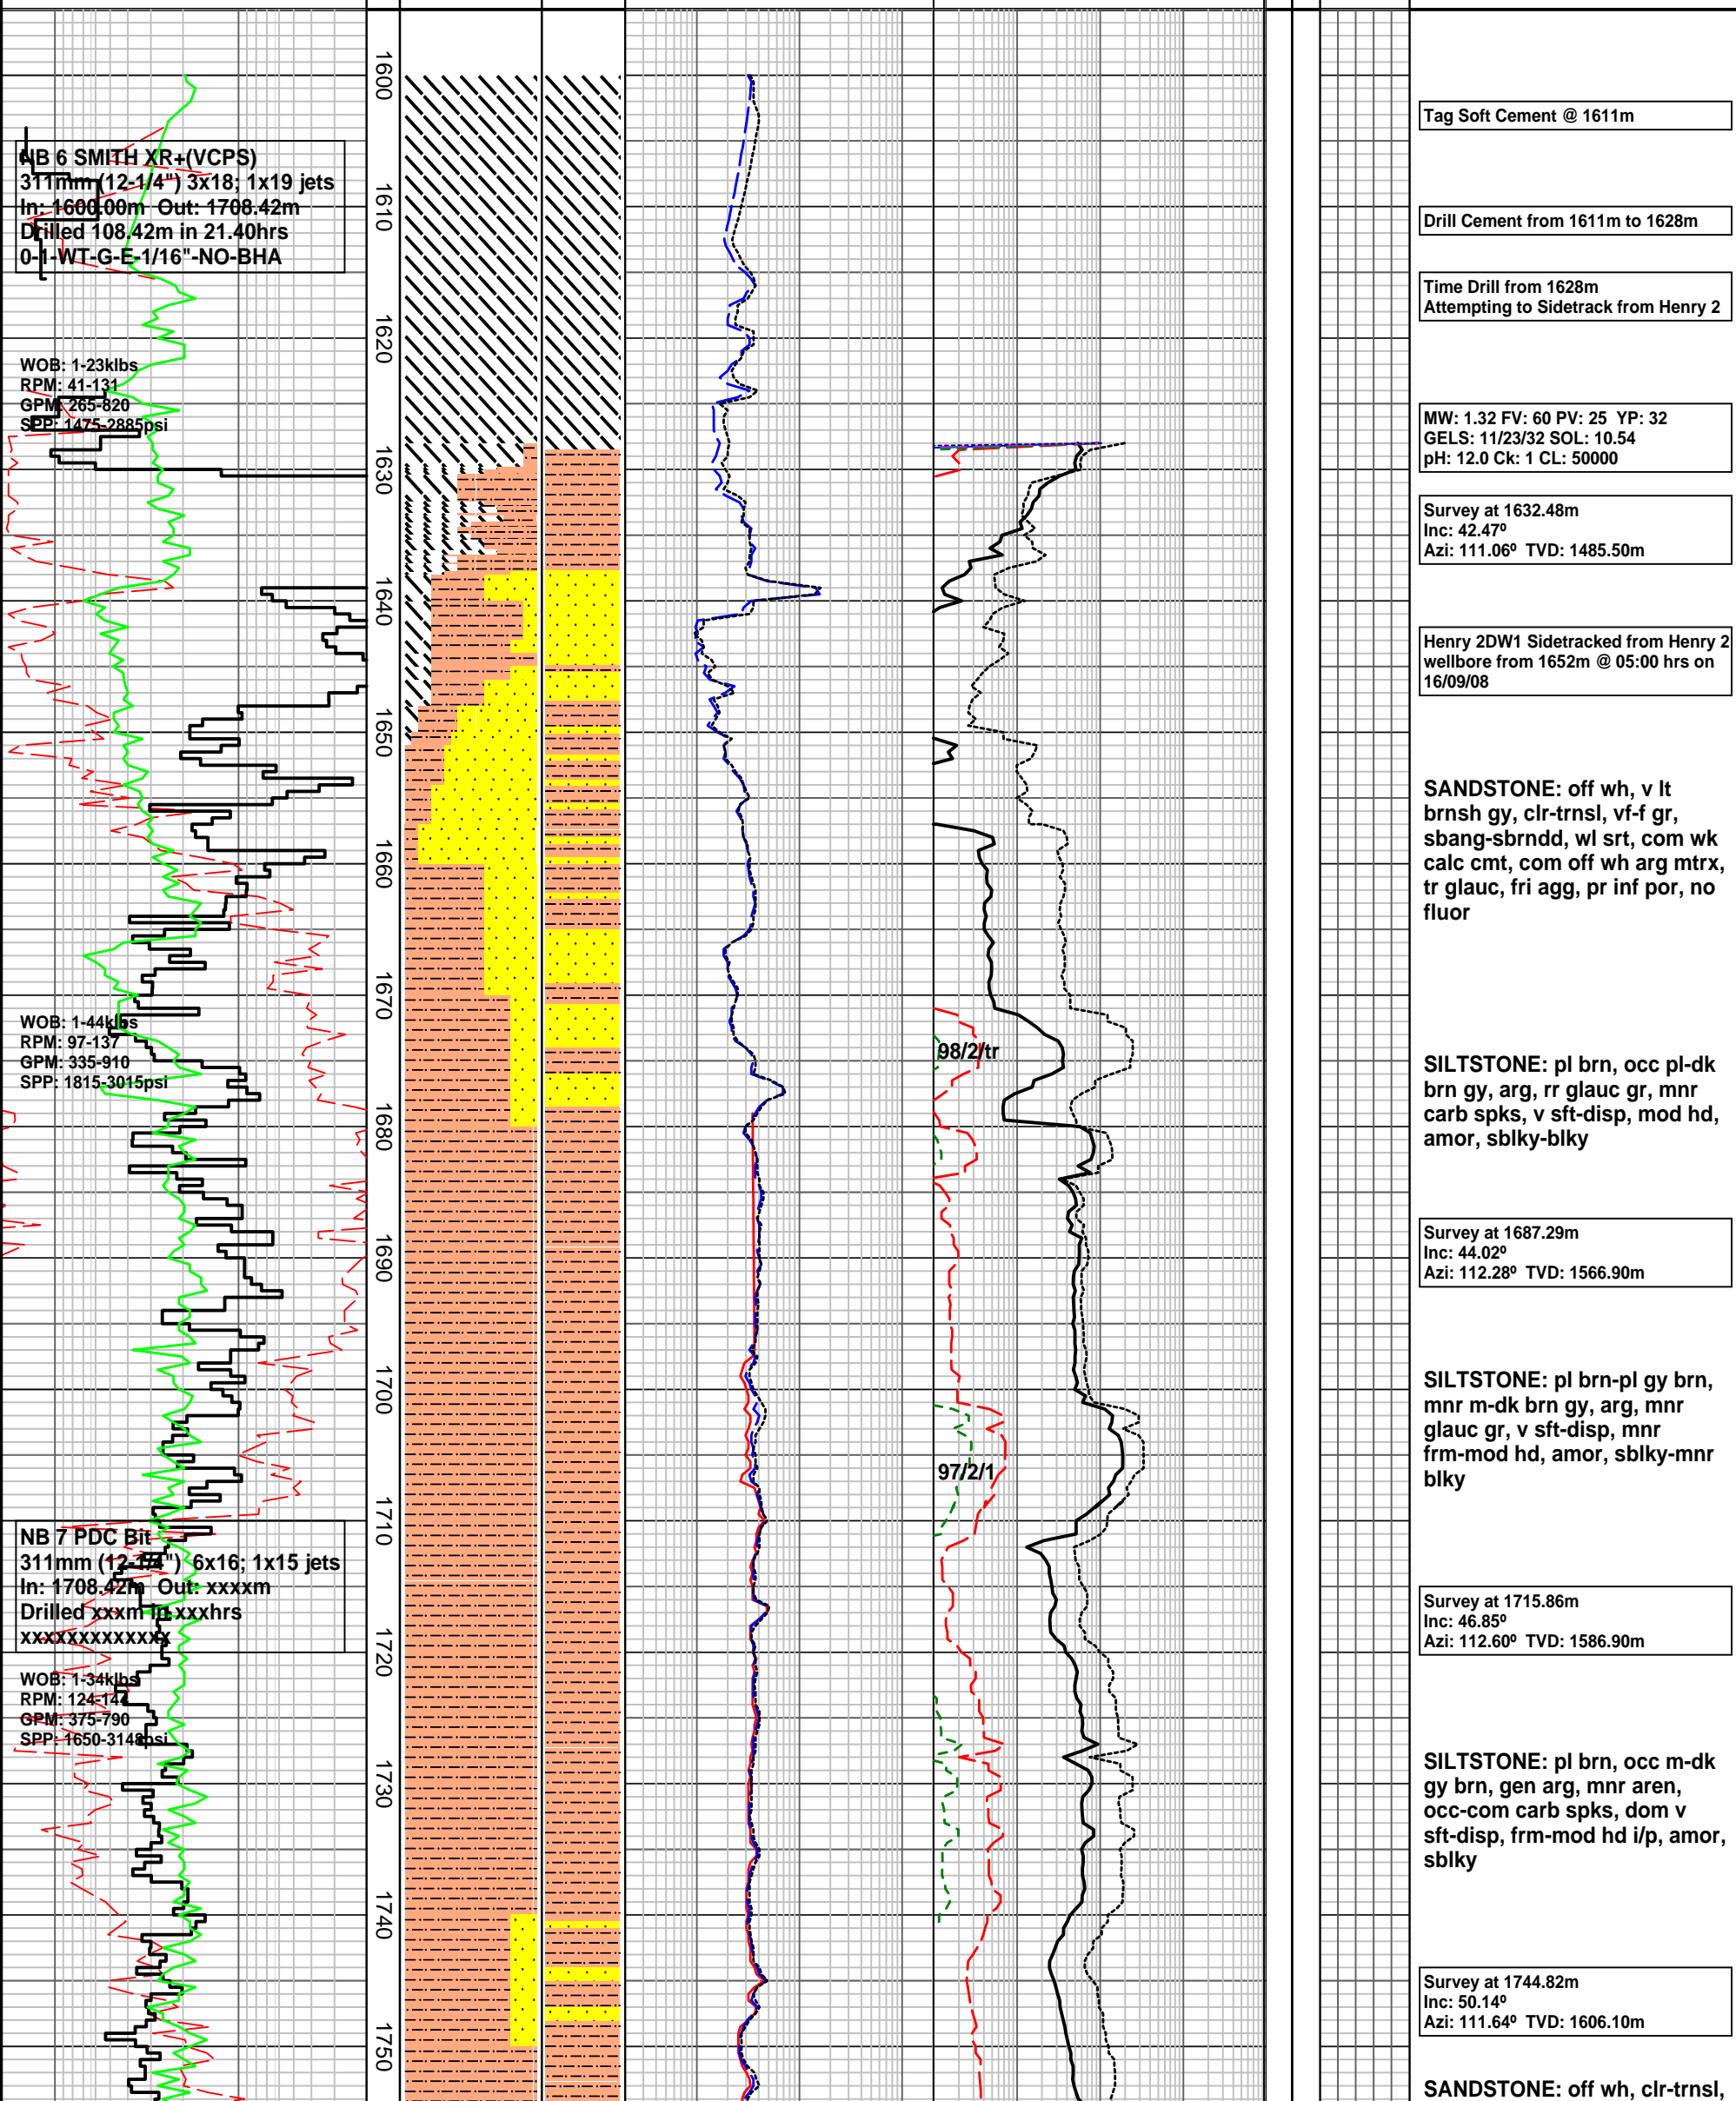 NB 6 SMITH XR+(VCPS)
311mm (12-1/4") 3x18; 1x19 jets
In: 1600.00m Out: 1708.42m
Drilled 108.42m in 21.40hrs
0-1-WT-G-E-1/16"-NO-BHA
WOB: 1-23klbs
RPM: 41-131
GPM: 265-820
SPP: 1475-2885psi
WOB: 1-44klbs
RPM: 97-137
GPM: 335-910
SPP: 1815-3015psi
NB 7 PDC Bit
311mm (12-1/4") 6x16; 1x15 jets
In: 1708.42m Out: xxxxm
Drilled xxxm in xxxhrs
xxxxxxxxxxxxx
WOB: 1-34klbs
RPM: 124-144
GPM: 375-790
SPP: 1650-3148psi
1600
1610
1620
1630
1640
1650
1660
1670
1680
1690
1700
1710
1720
1730
1740
1750
98/2/tr
97/2/1
Tag Soft Cement @ 1611m
Drill Cement from 1611m to 1628m
Time Drill from 1628m
Attempting to Sidetrack from Henry 2
MW: 1.32 FV: 60 PV: 25 YP: 32
GELS: 11/23/32 SOL: 10.54
pH: 12.0 Ck: 1 CL: 50000
Survey at 1632.48m
Inc: 42.47º
Azi: 111.06º TVD: 1485.50m
Henry 2DW1 Sidetracked from Henry 2
wellbore from 1652m @ 05:00 hrs on
16/09/08
SANDSTONE: off wh, v lt
brnsh gy, clr-trnsl, vf-f gr,
sbang-sbrndd, wl srt, com wk
calc cmt, com off wh arg mtrx,
tr glauc, fri agg, pr inf por, no
fluor
SILTSTONE: pl brn, occ pl-dk
brn gy, arg, rr glauc gr, mnr
carb spks, v sft-disp, mod hd,
amor, sblky-blky
Survey at 1687.29m
Inc: 44.02º
Azi: 112.28º TVD: 1566.90m
SILTSTONE: pl brn-pl gy brn,
mnr m-dk brn gy, arg, mnr
glauc gr, v sft-disp, mnr
frm-mod hd, amor, sblky-mnr
blky
Survey at 1715.86m
Inc: 46.85º
Azi: 112.60º TVD: 1586.90m
SILTSTONE: pl brn, occ m-dk
gy brn, gen arg, mnr aren,
occ-com carb spks, dom v
sft-disp, frm-mod hd i/p, amor,
sblky
Survey at 1744.82m
Inc: 50.14º
Azi: 111.64º TVD: 1606.10m
SANDSTONE: off wh, clr-trnsl,